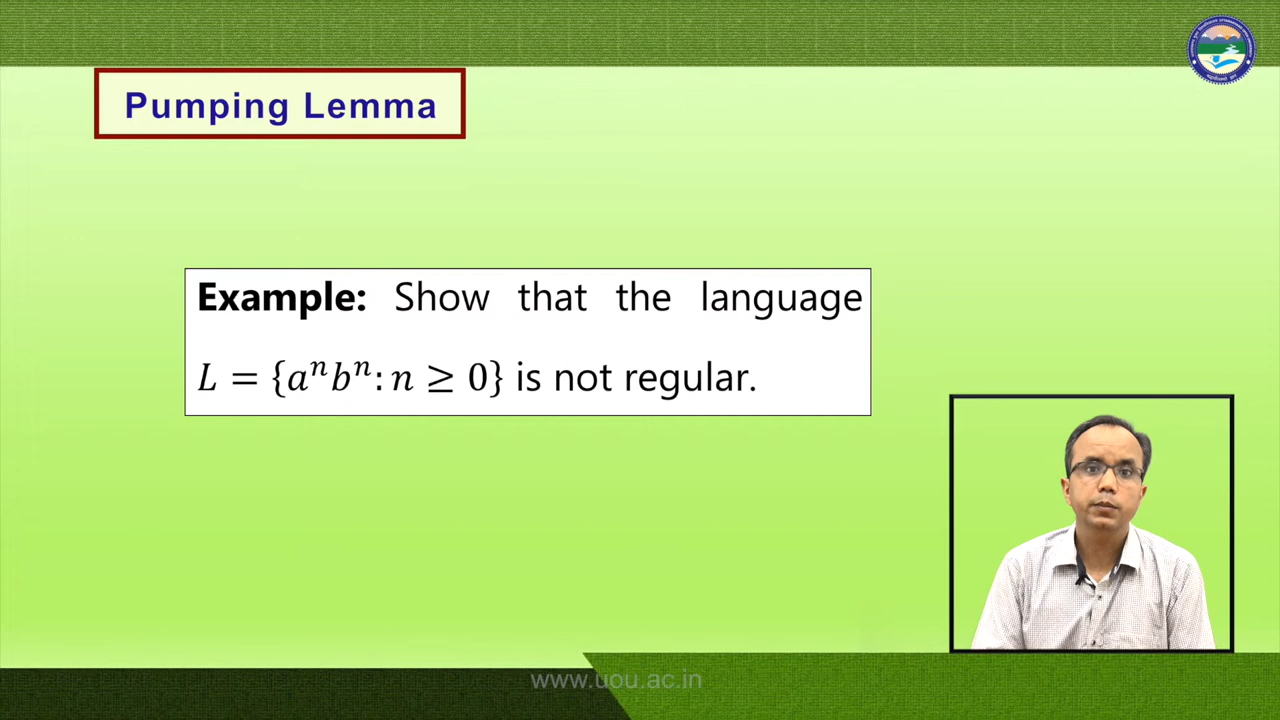 Pumping Lemma
Example: Show that the language
L = {aⁿbⁿ: n ≥ 0} is not regular.
www.uou.ac.in